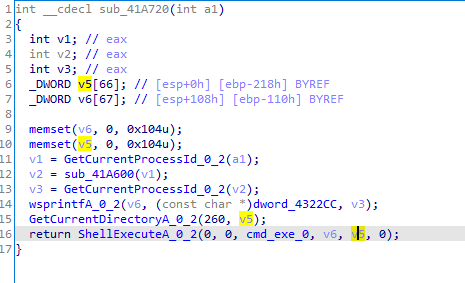 1 int __cdecl sub_41A720(int a1)
2 {
3 int v1; // eax
4 int v2; // eax
5 int v3; // eax
6 _DWORD v5[66]; // [esp+0h] [ebp-218h] BYREF
7 _DWORD v6[67]; // [esp+108h] [ebp-110h] BYREF
8
9 memset(v6, 0, 0x104u);
10 memset(v5, 0, 0x104u);
11 v1 = GetCurrentProcessId_0_2(a1);
12 v2 = sub_41A600(v1);
13 v3 = GetCurrentProcessId_0_2(v2);
14 wsprintfA_0_2(v6, (const char *)dword_4322CC, v3);
15 GetCurrentDirectoryA_0_2(260, v5);
16 return ShellExecuteA_0_2(0, 0, cmd_exe_0, v6, v5, 0);
17 }